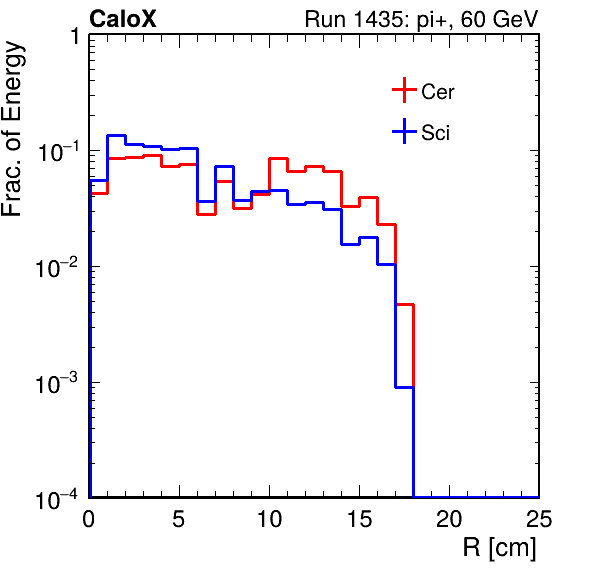 CaloX Run 1435: pi+, 60 GeV
Frac. of Energy
1
10⁻¹
10⁻²
10⁻³
10⁻⁴
Cer
Sci
0 5 10 15 20 25
R [cm]